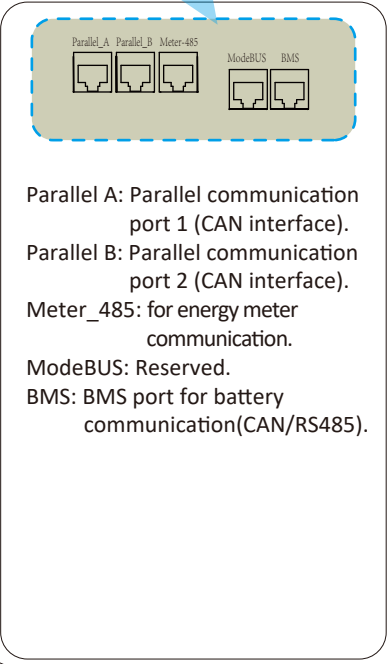 Parallel_A Parallel_B Meter-485
ModeBUS BMS
Parallel A: Parallel communication
port 1 (CAN interface).
Parallel B: Parallel communication
port 2 (CAN interface).
Meter_485: for energy meter
communication.
ModeBUS: Reserved.
BMS: BMS port for battery
communication(CAN/RS485).